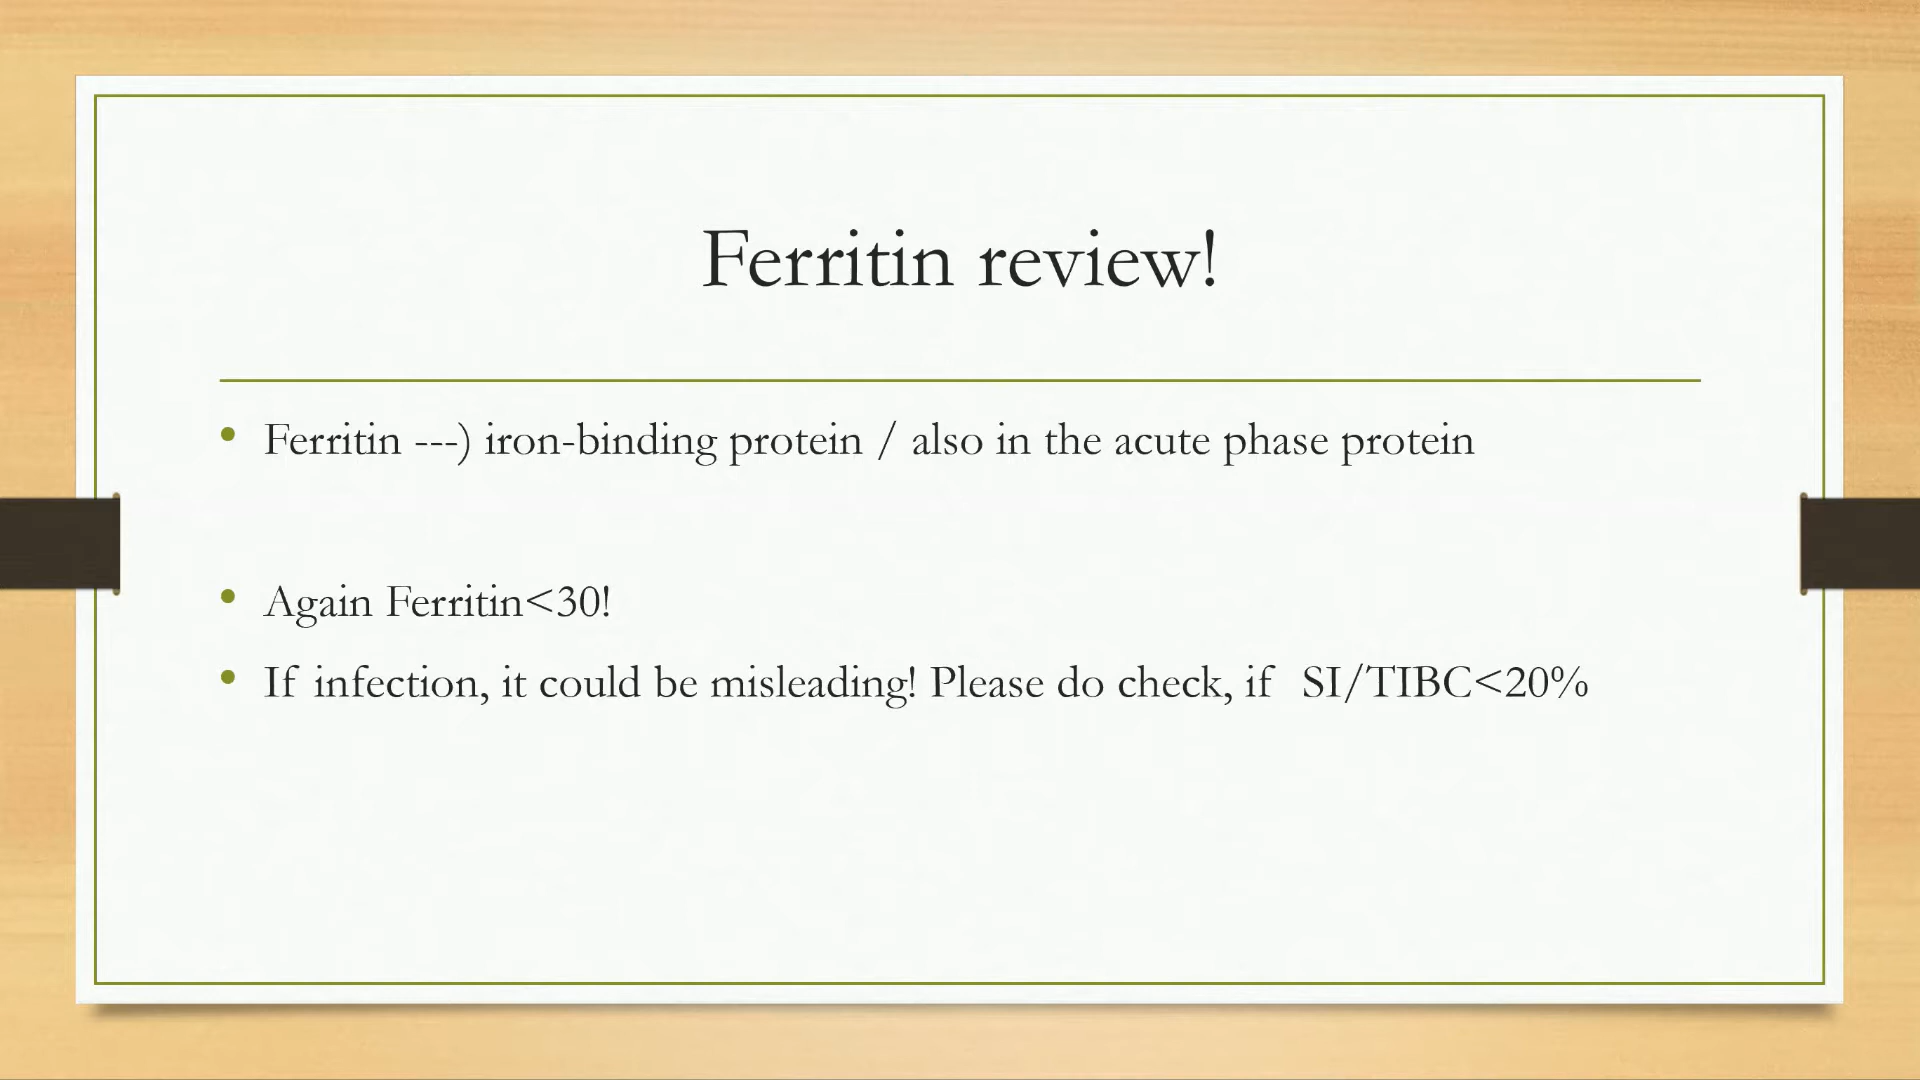 Ferritin review!
• Ferritin ---) iron-binding protein / also in the acute phase protein
• Again Ferritin<30!
• If infection, it could be misleading! Please do check, if SI/TIBC<20%